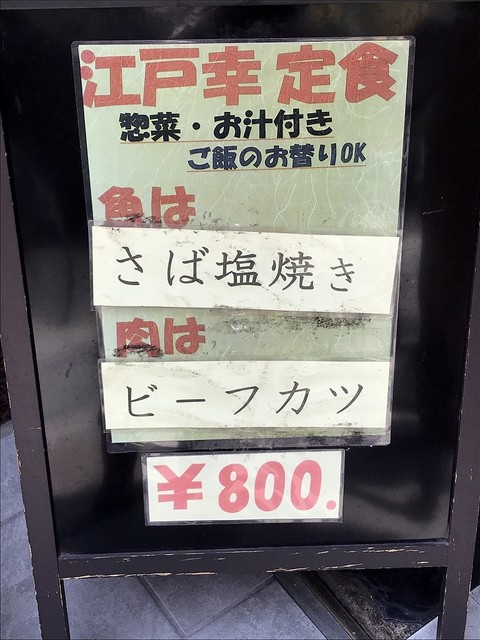 江戸幸 定食
惣菜・お汁付き
ご飯のお替りOK
魚は
さば塩焼き
肉は
ビーフカツ
¥800.